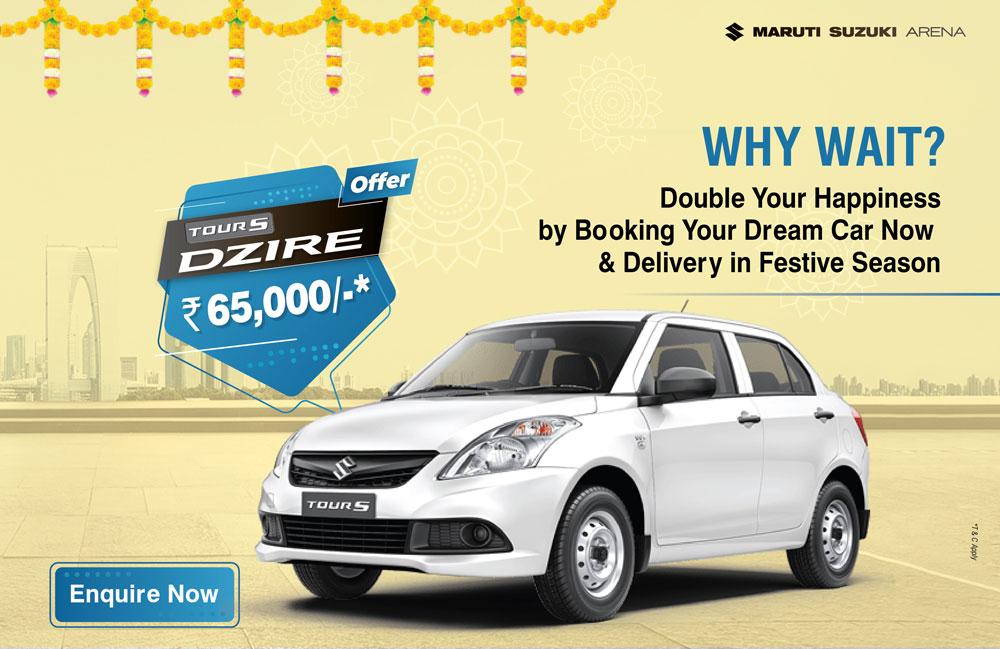 MARUTI SUZUKI ARENA
WHY WAIT?
Double Your Happiness
by Booking Your Dream Car Now
& Delivery in Festive Season
Offer
TOUR S
DZIRE
₹ 65,000/-*
TOUR S
*T & C Apply
Enquire Now